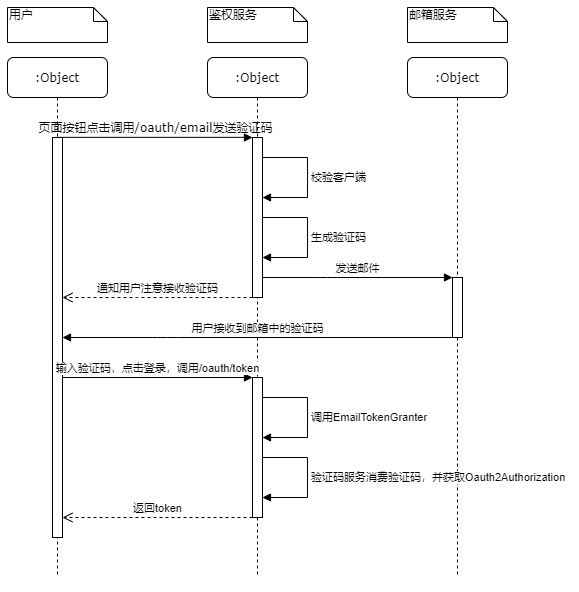 用户
鉴权服务
邮箱服务
:Object
:Object
:Object
页面按钮点击调用/oauth/email发送验证码
校验客户端
生成验证码
发送邮件
通知用户注意接收验证码
用户接收到邮箱中的验证码
输入验证码，点击登录，调用/oauth/token
调用EmailTokenGranter
验证码服务消费验证码，并获取Oauth2Authorization
返回token